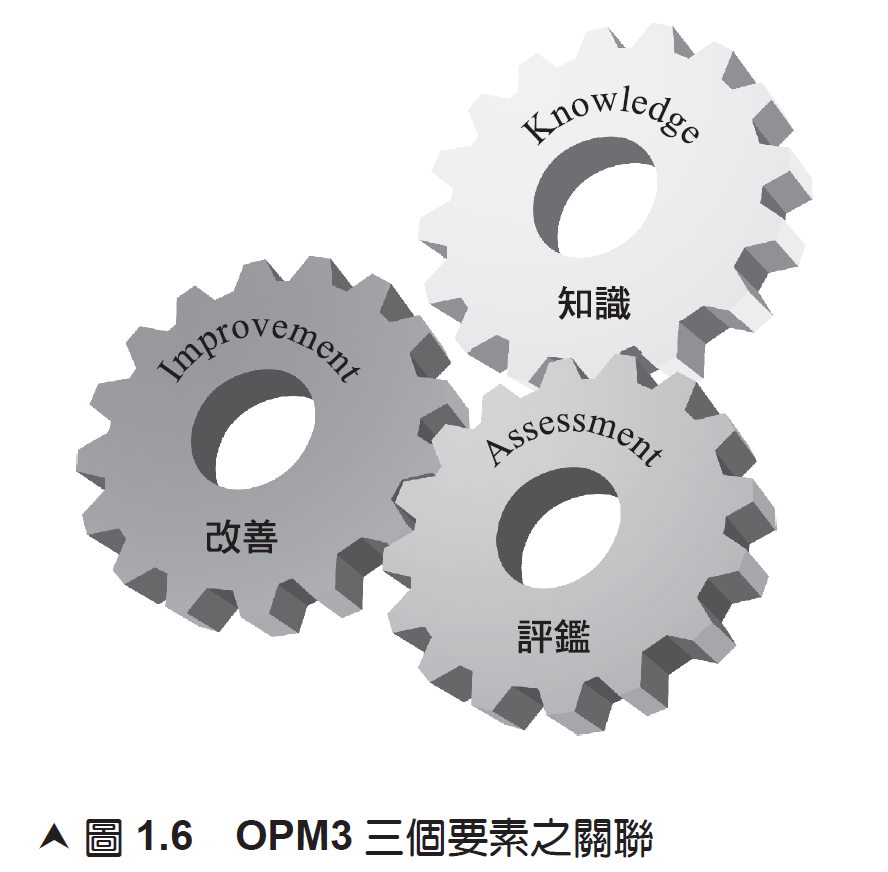 Knowledge
知識
Improvement
改善
Assessment
評鑑
圖 1.6 OPM3 三個要素之關聯